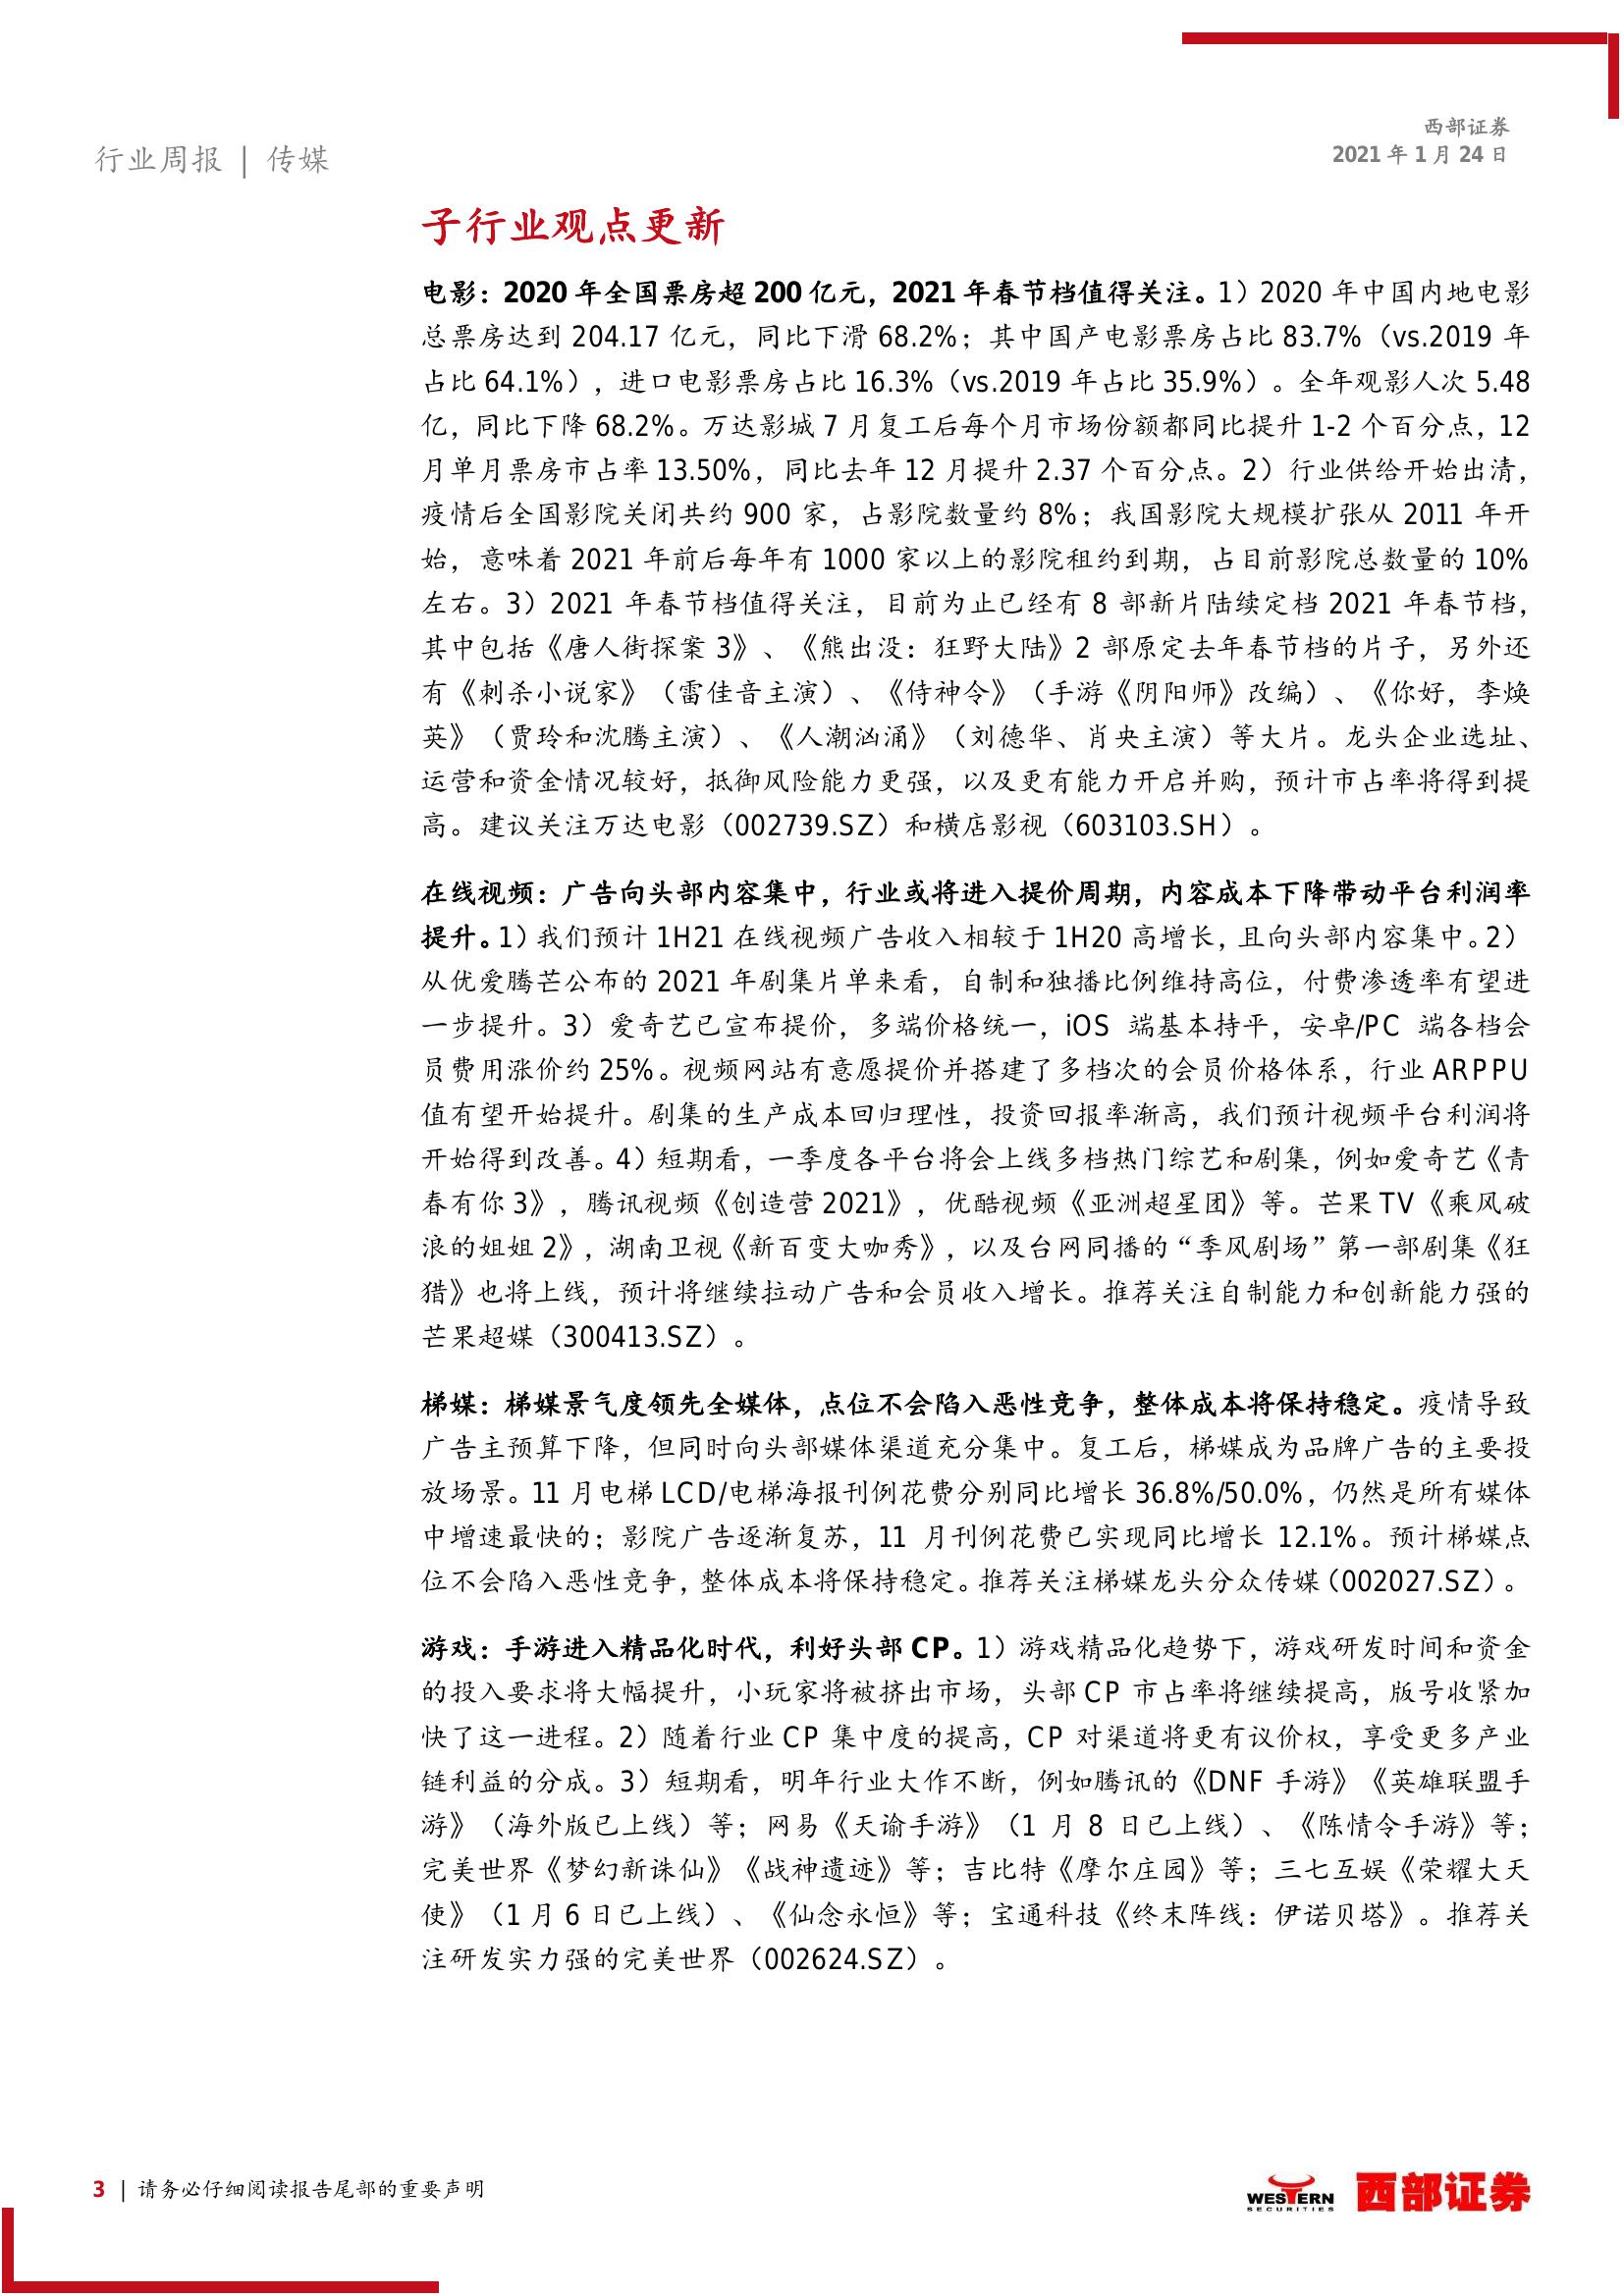 西部证券
2021 年 1 月 24 日
行业周报 | 传媒
子行业观点更新
电影：2020 年全国票房超 200 亿元，2021 年春节档值得关注。1）2020 年中国内地电影
总票房达到 204.17 亿元，同比下滑 68.2%；其中国产电影票房占比 83.7%（vs.2019 年
占比 64.1%），进口电影票房占比 16.3%（vs.2019 年占比 35.9%）。全年观影人次 5.48
亿，同比下降 68.2%。万达影城 7 月复工后每个月市场份额都同比提升 1-2 个百分点，12
月单月票房市占率 13.50%，同比去年 12 月提升 2.37 个百分点。2）行业供给开始出清，
疫情后全国影院关闭共约 900 家，占影院数量约 8%；我国影院大规模扩张从 2011 年开
始，意味着 2021 年前后每年有 1000 家以上的影院租约到期，占目前影院总数量的 10%
左右。3）2021 年春节档值得关注，目前为止已经有 8 部新片陆续定档 2021 年春节档，
其中包括《唐人街探案 3》、《熊出没：狂野大陆》2 部原定去年春节档的片子，另外还
有《刺杀小说家》（雷佳音主演）、《侍神令》（手游《阴阳师》改编）、《你好，李焕
英》（贾玲和沈腾主演）、《人潮汹涌》（刘德华、肖央主演）等大片。龙头企业选址、
运营和资金情况较好，抵御风险能力更强，以及更有能力开启并购，预计市占率将得到提
高。建议关注万达电影（002739.SZ）和横店影视（603103.SH）。
在线视频：广告向头部内容集中，行业或将进入提价周期，内容成本下降带动平台利润率
提升。1）我们预计 1H21 在线视频广告收入相较于 1H20 高增长，且向头部内容集中。2）
从优爱腾芒公布的 2021 年剧集片单来看，自制和独播比例维持高位，付费渗透率有望进
一步提升。3）爱奇艺已宣布提价，多端价格统一，iOS 端基本持平，安卓/PC 端各档会
员费用涨价约 25%。视频网站有意愿提价并搭建了多档次的会员价格体系，行业 ARPPU
值有望开始提升。剧集的生产成本回归理性，投资回报率渐高，我们预计视频平台利润将
开始得到改善。4）短期看，一季度各平台将会上线多档热门综艺和剧集，例如爱奇艺《青
春有你 3》，腾讯视频《创造营 2021》，优酷视频《亚洲超星团》等。芒果 TV《乘风破
浪的姐姐 2》，湖南卫视《新百变大咖秀》，以及台网同播的“季风剧场”第一部剧集《狂
猎》也将上线，预计将继续拉动广告和会员收入增长。推荐关注自制能力和创新能力强的
芒果超媒（300413.SZ）。
梯媒：梯媒景气度领先全媒体，点位不会陷入恶性竞争，整体成本将保持稳定。疫情导致
广告主预算下降，但同时向头部媒体渠道充分集中。复工后，梯媒成为品牌广告的主要投
放场景。11 月电梯 LCD/电梯海报刊例花费分别同比增长 36.8%/50.0%，仍然是所有媒体
中增速最快的；影院广告逐渐复苏，11 月刊例花费已实现同比增长 12.1%。预计梯媒点
位不会陷入恶性竞争，整体成本将保持稳定。推荐关注梯媒龙头分众传媒（002027.SZ）。
游戏：手游进入精品化时代，利好头部 CP。1）游戏精品化趋势下，游戏研发时间和资金
的投入要求将大幅提升，小玩家将被挤出市场，头部 CP 市占率将继续提高，版号收紧加
快了这一进程。2）随着行业 CP 集中度的提高，CP 对渠道将更有议价权，享受更多产业
链利益的分成。3）短期看，明年行业大作不断，例如腾讯的《DNF 手游》《英雄联盟手
游》（海外版已上线）等；网易《天谕手游》（1 月 8 日已上线）、《陈情令手游》等；
完美世界《梦幻新诛仙》《战神遗迹》等；吉比特《摩尔庄园》等；三七互娱《荣耀大天
使》（1 月 6 日已上线）、《仙念永恒》等；宝通科技《终末阵线：伊诺贝塔》。推荐关
注研发实力强的完美世界（002624.SZ）。
3 | 请务必仔细阅读报告尾部的重要声明
WESTERN
SECURITIES
西部证券